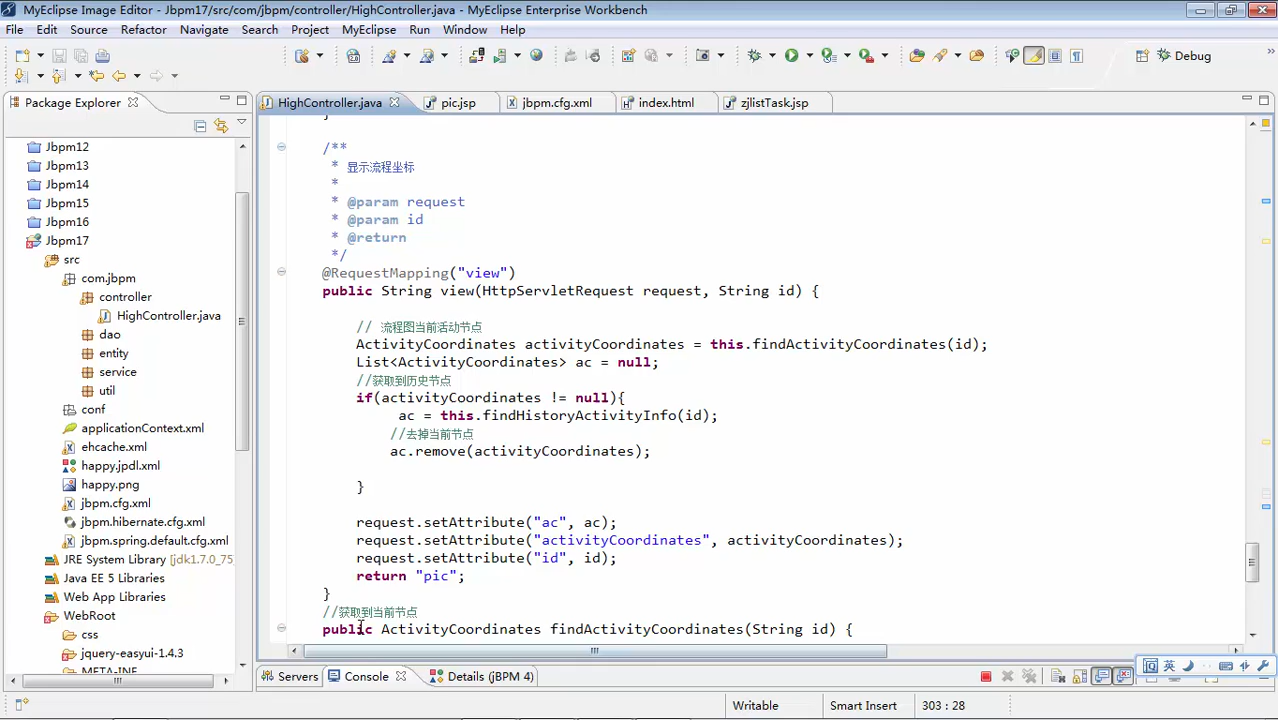 MyEclipse Image Editor - Jbpm17/src/com/jbpm/controller/HighController.java - MyEclipse Enterprise Workbench
File Edit Source Refactor Navigate Search Project MyEclipse Run Window Help
Debug
Package Explorer
HighController.java
pic.jsp
jbpm.cfg.xml
index.html
zjlistTask.jsp
Jbpm12
Jbpm13
Jbpm14
Jbpm15
Jbpm16
Jbpm17
src
com.jbpm
controller
HighController.java
dao
entity
service
util
conf
applicationContext.xml
ehcache.xml
happy.jpdl.xml
happy.png
jbpm.cfg.xml
jbpm.hibernate.cfg.xml
jbpm.spring.default.cfg.xml
JRE System Library [jdk1.7.0_75]
Java EE 5 Libraries
Web App Libraries
WebRoot
css
jquery-easyui-1.4.3
META-INF
}
/**
* 显示流程坐标
*
* @param request
* @param id
* @return
*/
@RequestMapping("view")
public String view(HttpServletRequest request, String id) {
// 流程图当前活动节点
ActivityCoordinates activityCoordinates = this.findActivityCoordinates(id);
List<ActivityCoordinates> ac = null;
//获取到历史节点
if(activityCoordinates != null){
ac = this.findHistoryActivityInfo(id);
//去掉当前节点
ac.remove(activityCoordinates);
}
request.setAttribute("ac", ac);
request.setAttribute("activityCoordinates", activityCoordinates);
request.setAttribute("id", id);
return "pic";
}
//获取到当前节点
public ActivityCoordinates findActivityCoordinates(String id) {
Servers
Console
Details (jBPM 4)
英
Writable
Smart Insert
303 : 28